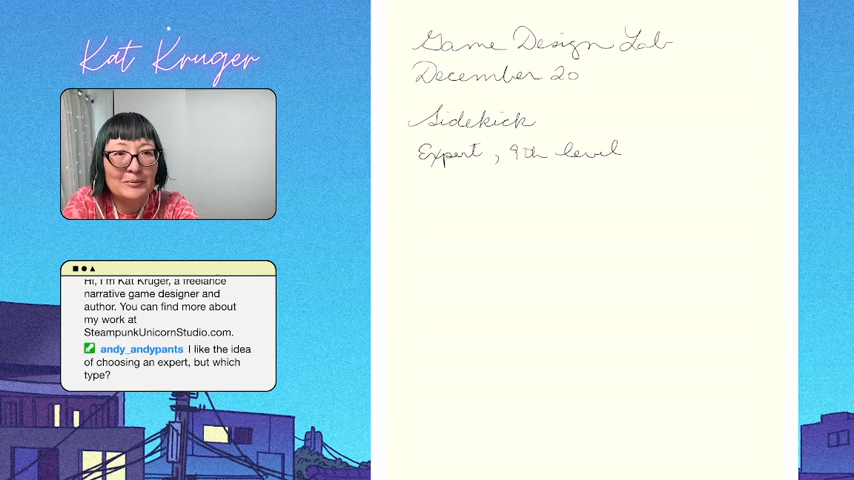 Kat Kruger
Hi, I'm Kat Kruger, a freelance
narrative game designer and
author. You can find more about
my work at
SteampunkUnicornStudio.com.
andy_andypants I like the idea
of choosing an expert, but which
type?
Game Design Lab
December 20
Sidekick
Expert, 9th level